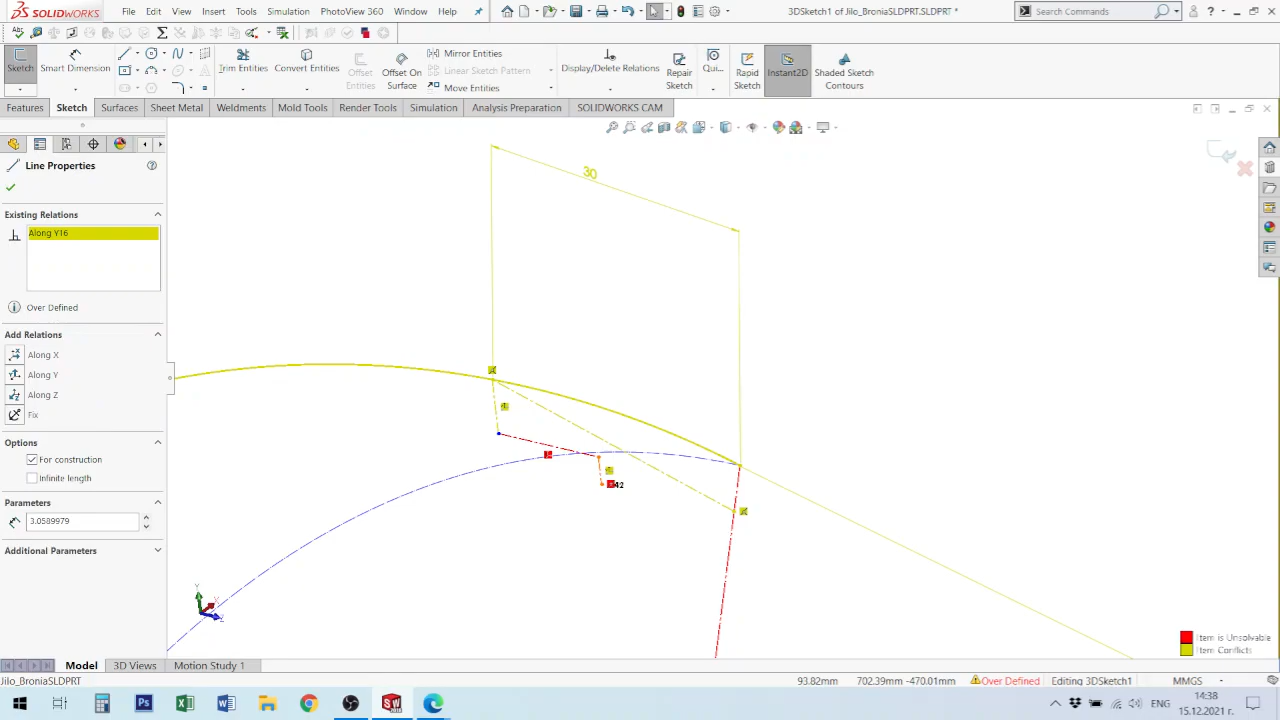 SOLIDWORKS File Edit View Insert Tools Simulation PhotoView 360 Window Help 3DSketch1 of Jilo_BroniaSLDPRT.SLDPRT * Search Commands
Sketch Smart Dimension Trim Entities Convert Entities Offset Entities Offset On Surface Mirror Entities Linear Sketch Pattern Move Entities Display/Delete Relations Repair Sketch Qui... Rapid Sketch Instant2D Shaded Sketch Contours
Features Sketch Surfaces Sheet Metal Weldments Mold Tools Render Tools Simulation Analysis Preparation SOLIDWORKS CAM
Line Properties
30
Existing Relations
Along Y16
Over Defined
Add Relations
Along X
Along Y
Along Z
Fix
Options
For construction
42
Infinite length
Parameters
3.0589979
Additional Parameters
Y
X
Z
Item is Unsolvable
Item Conflicts
Model 3D Views Motion Study 1
Jilo_BroniaSLDPRT 93.82mm 702.39mm -470.01mm Over Defined Editing 3DSketch1 MMGS
ENG 14:38
15.12.2021 г.